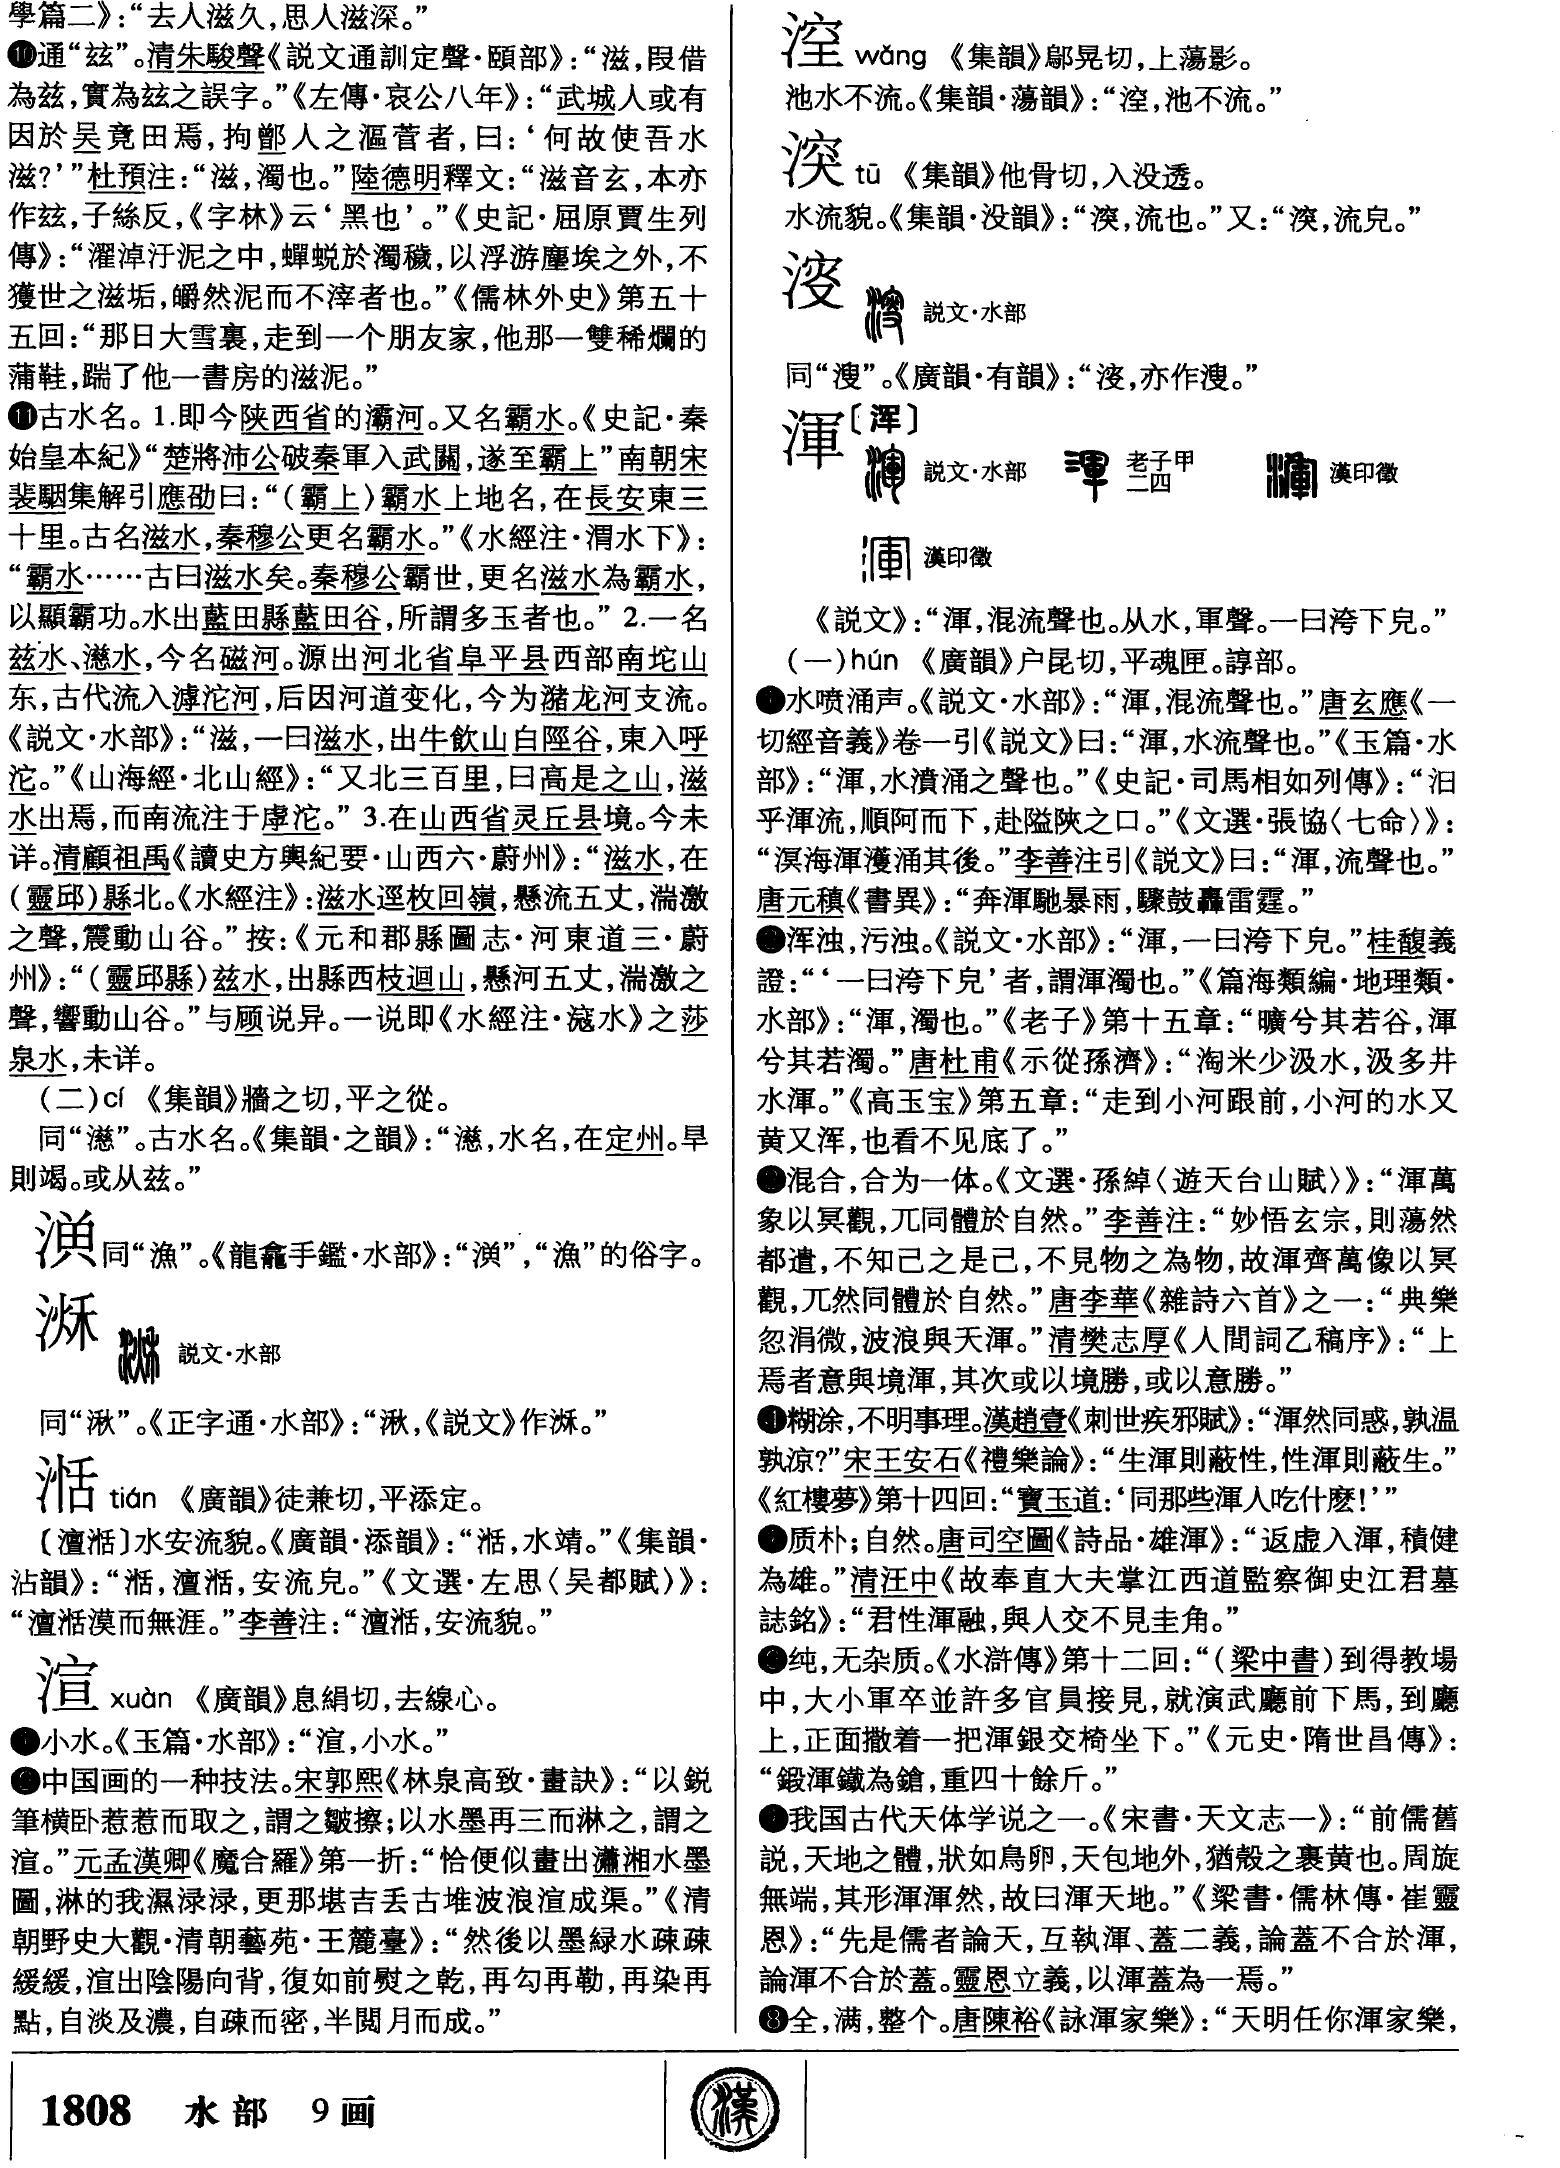 學篇二》：“去人滋久，思人滋深。”
❿通“兹”。清朱駿聲《説文通訓定聲·頤部》：“滋，叚借
為兹，實為兹之誤字。”《左傳·哀公八年》：“武城人或有
因於吴竟田焉，拘鄫人之漚菅者，曰：‘何故使吾水
滋？’”杜預注：“滋，濁也。”陸德明釋文：“滋音玄，本亦
作兹，子絲反，《字林》云‘黑也’。”《史記·屈原賈生列
傳》：“濯淖汙泥之中，蟬蜕於濁穢，以浮游塵埃之外，不
獲世之滋垢，皭然泥而不滓者也。”《儒林外史》第五十
五回：“那日大雪裏，走到一个朋友家，他那一雙稀爛的
蒲鞋，踹了他一書房的滋泥。”
⓫古水名。1.即今陕西省的灞河。又名霸水。《史記·秦
始皇本紀》“楚將沛公破秦軍入武關，遂至霸上”南朝宋
裴駰集解引應劭曰：“（霸上）霸水上地名，在長安東三
十里。古名滋水，秦穆公更名霸水。”《水經注·渭水下》：
“霸水……古曰滋水矣。秦穆公霸世，更名滋水為霸水，
以顯霸功。水出藍田縣藍田谷，所謂多玉者也。”2.一名
兹水、濨水，今名磁河。源出河北省阜平县西部南坨山
东，古代流入滹沱河，后因河道变化，今为潴龙河支流。
《説文·水部》：“滋，一曰滋水，出牛飲山白陘谷，東入呼
沱。”《山海經·北山經》：“又北三百里，曰高是之山，滋
水出焉，而南流注于虖沱。”3.在山西省灵丘县境。今未
详。清顧祖禹《讀史方輿紀要·山西六·蔚州》：“滋水，在
（靈邱）縣北。《水經注》：滋水逕枚回嶺，懸流五丈，湍激
之聲，震動山谷。”按：《元和郡縣圖志·河東道三·蔚
州》：“（靈邱縣）兹水，出縣西枝迴山，懸河五丈，湍激之
聲，響動山谷。”与顾说异。一说即《水經注·滱水》之莎
泉水，未详。
（二）cí 《集韻》牆之切，平之從。
同“濨”。古水名。《集韻·之韻》：“濨，水名，在定州。旱
則竭。或从兹。”
渼同“漁”。《龍龕手鑑·水部》：“渼”，“漁”的俗字。
湬 説文·水部
同“湫”。《正字通·水部》：“湫，《説文》作湬。”
湉 tián 《廣韻》徒兼切，平添定。
〔澶湉〕水安流貌。《廣韻·添韻》：“湉，水靖。”《集韻·
沾韻》：“湉，澶湉，安流皃。”《文選·左思〈吴都賦〉》：
“澶湉漠而無涯。”李善注：“澶湉，安流貌。”
渲 xuàn 《廣韻》息絹切，去線心。
❶小水。《玉篇·水部》：“渲，小水。”
❷中国画的一种技法。宋郭熙《林泉高致·畫訣》：“以鋭
筆横卧惹惹而取之，謂之皴擦；以水墨再三而淋之，謂之
渲。”元孟漢卿《魔合羅》第一折：“恰便似畫出瀟湘水墨
圖，淋的我濕渌渌，更那堪吉丢古堆波浪渲成渠。”《清
朝野史大觀·清朝藝苑·王麓臺》：“然後以墨緑水疎疎
緩緩，渲出陰陽向背，復如前熨之乾，再勾再勒，再染再
點，自淡及濃，自疎而密，半閲月而成。”
漥 wǎng 《集韻》鄔晃切，上蕩影。
池水不流。《集韻·蕩韻》：“，池不流。”
湥 tū 《集韻》他骨切，入没透。
水流貌。《集韻·没韻》：“湥，流也。”又：“湥，流皃。”
㴑 説文·水部
同“溲”。《廣韻·有韻》：“，亦作溲。”
渾〔浑〕
説文·水部 老子甲二四 漢印徵
漢印徵
《説文》：“渾，混流聲也。从水，軍聲。一曰洿下皃。”
（一）hún 《廣韻》户昆切，平魂匣。諄部。
❶水喷涌声。《説文·水部》：“渾，混流聲也。”唐玄應《一
切經音義》卷一引《説文》曰：“渾，水流聲也。”《玉篇·水
部》：“渾，水濆涌之聲也。”《史記·司馬相如列傳》：“汩
乎渾流，順阿而下，赴隘陜之口。”《文選·張協〈七命〉》：
“溟海渾濩涌其後。”李善注引《説文》曰：“渾，流聲也。”
唐元稹《書異》：“奔渾馳暴雨，驟鼓轟雷霆。”
❷浑浊，污浊。《説文·水部》：“渾，一曰洿下皃。”桂馥義
證：“‘一曰洿下皃’者，謂渾濁也。”《篇海類編·地理類·
水部》：“渾，濁也。”《老子》第十五章：“曠兮其若谷，渾
兮其若濁。”唐杜甫《示從孫濟》：“淘米少汲水，汲多井
水渾。”《高玉宝》第五章：“走到小河跟前，小河的水又
黄又浑，也看不见底了。”
❸混合，合为一体。《文選·孫綽〈遊天台山賦〉》：“渾萬
象以冥觀，兀同體於自然。”李善注：“妙悟玄宗，則蕩然
都遣，不知己之是己，不見物之為物，故渾齊萬像以冥
觀，兀然同體於自然。”唐李華《雜詩六首》之一：“典樂
忽涓微，波浪與天渾。”清樊志厚《人間詞乙稿序》：“上
焉者意與境渾，其次或以境勝，或以意勝。”
❹糊涂，不明事理。漢趙壹《刺世疾邪賦》：“渾然同惑，孰温
孰涼？”宋王安石《禮樂論》：“生渾則蔽性，性渾則蔽生。”
《紅樓夢》第十四回：“寶玉道：‘同那些渾人吃什麽！’”
❺质朴；自然。唐司空圖《詩品·雄渾》：“返虚入渾，積健
為雄。”清汪中《故奉直大夫掌江西道監察御史江君墓
誌銘》：“君性渾融，與人交不見圭角。”
❻纯，无杂质。《水滸傳》第十二回：“（梁中書）到得教場
中，大小軍卒並許多官員接見，就演武廳前下馬，到廳
上，正面撒着一把渾銀交椅坐下。”《元史·隋世昌傳》：
“鍛渾鐵為鎗，重四十餘斤。”
❼我国古代天体学说之一。《宋書·天文志一》：“前儒舊
説，天地之體，狀如鳥卵，天包地外，猶殼之裹黄也。周旋
無端，其形渾渾然，故曰渾天地。”《梁書·儒林傳·崔靈
恩》：“先是儒者論天，互執渾、蓋二義，論蓋不合於渾，
論渾不合於蓋。靈恩立義，以渾蓋為一焉。”
❽全，满，整个。唐陳裕《詠渾家樂》：“天明任你渾家樂，
1808 水部 9画
漢